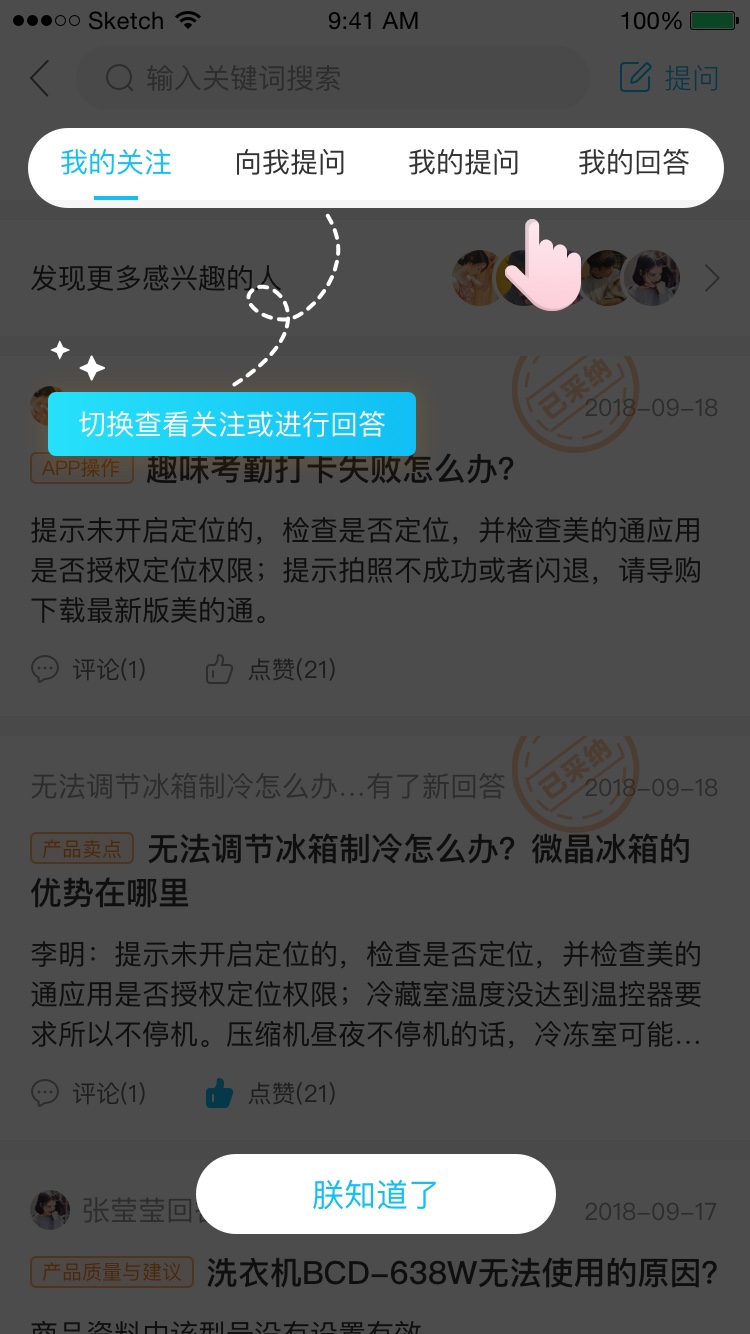 Sketch 9:41 AM 100%
输入关键词搜索 提问
我的关注 向我提问 我的提问 我的回答
发现更多感兴趣的人
已采纳
2018-09-18
切换查看关注或进行回答
APP操作 趣味考勤打卡失败怎么办?
提示未开启定位的，检查是否定位，并检查美的通应用
是否授权定位权限；提示拍照不成功或者闪退，请导购
下载最新版美的通。
评论(1) 点赞(21)
已采纳
无法调节冰箱制冷怎么办...有了新回答 2018-09-18
产品卖点 无法调节冰箱制冷怎么办？微晶冰箱的
优势在哪里
李明：提示未开启定位的，检查是否定位，并检查美的
通应用是否授权定位权限；冷藏室温度没达到温控器要
求所以不停机。压缩机昼夜不停机的话，冷冻室可能...
评论(1) 点赞(21)
朕知道了
张莹莹回 2018-09-17
产品质量与建议 洗衣机BCD-638W无法使用的原因?
商品资料中该型号没有设置有效